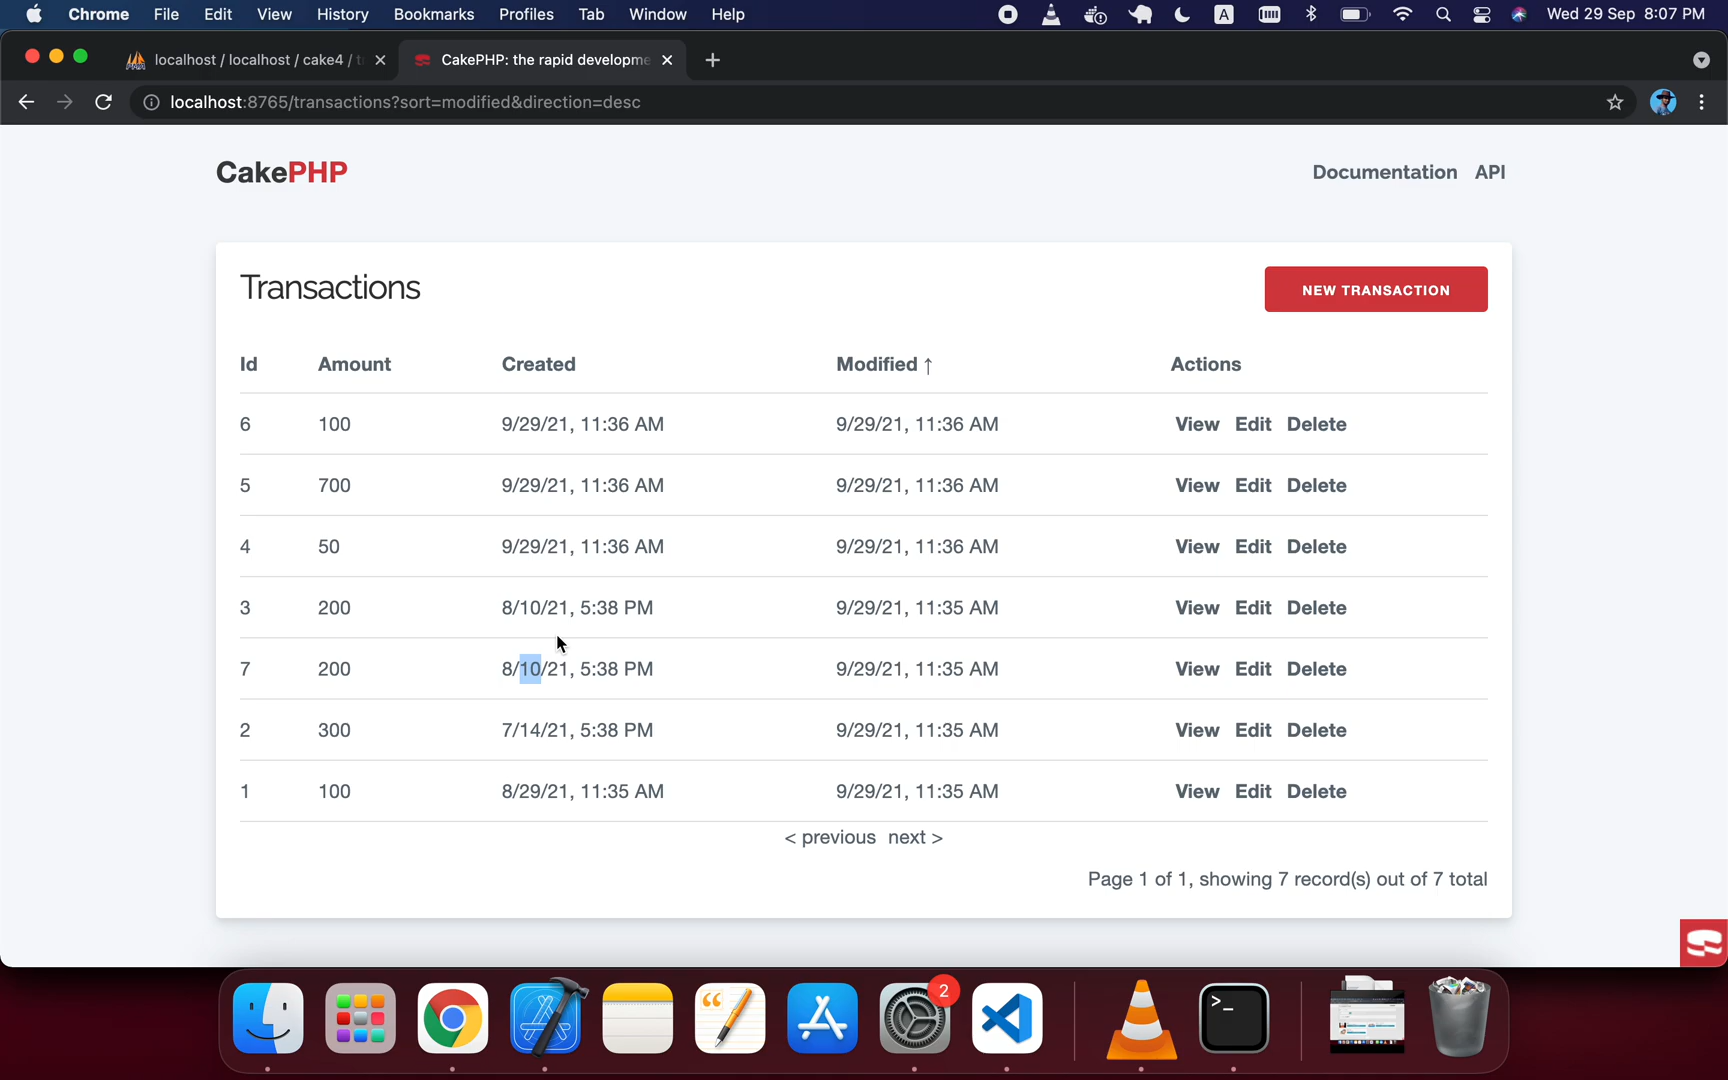 Chrome File Edit View History Bookmarks Profiles Tab Window Help A Wed 29 Sep 8:07 PM
localhost / localhost / cake4 / CakePHP: the rapid developme
localhost:8765/transactions?sort=modified&direction=desc
CakePHP Documentation API
Transactions NEW TRANSACTION
Id Amount Created Modified ↑ Actions
6 100 9/29/21, 11:36 AM 9/29/21, 11:36 AM View Edit Delete
5 700 9/29/21, 11:36 AM 9/29/21, 11:36 AM View Edit Delete
4 50 9/29/21, 11:36 AM 9/29/21, 11:36 AM View Edit Delete
3 200 8/10/21, 5:38 PM 9/29/21, 11:35 AM View Edit Delete
7 200 8/10/21, 5:38 PM 9/29/21, 11:35 AM View Edit Delete
2 300 7/14/21, 5:38 PM 9/29/21, 11:35 AM View Edit Delete
1 100 8/29/21, 11:35 AM 9/29/21, 11:35 AM View Edit Delete
< previous next >
Page 1 of 1, showing 7 record(s) out of 7 total
2